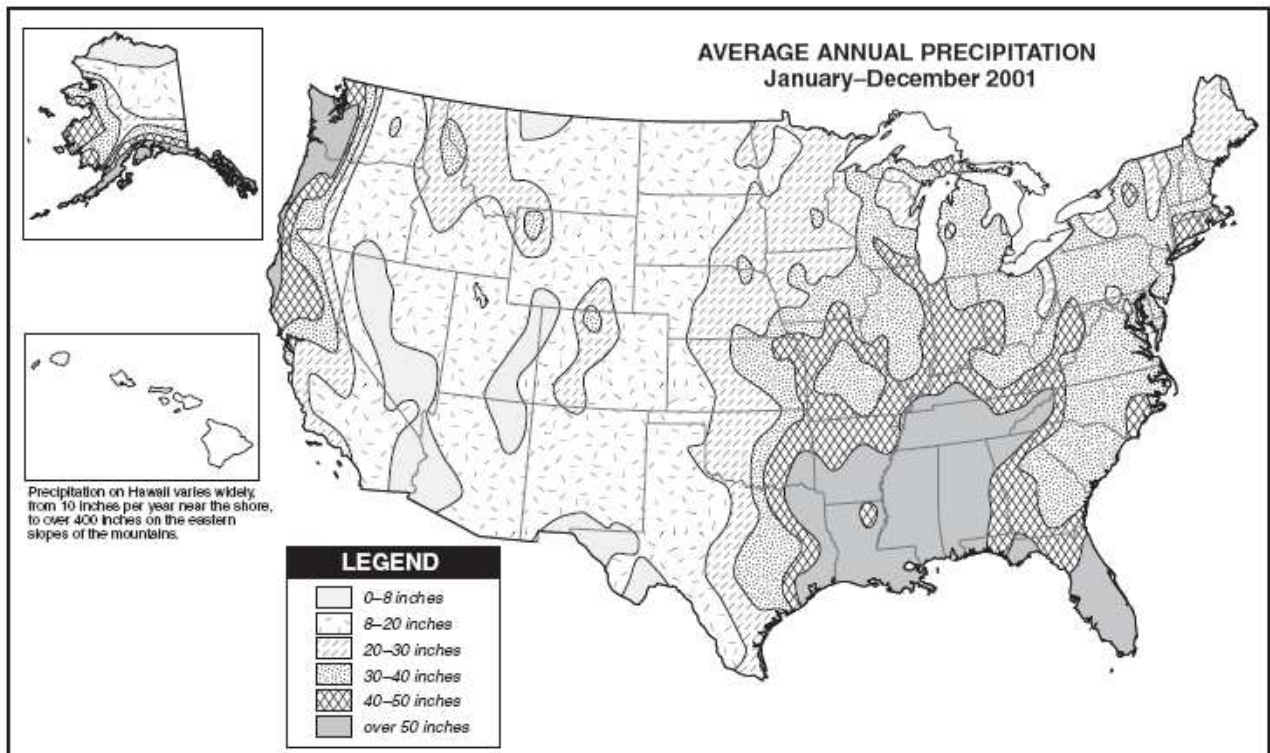 AVERAGE ANNUAL PRECIPITATION
January–December 2001
Precipitation on Hawaii varies widely,
from 10 inches per year near the shore,
to over 400 inches on the eastern
slopes of the mountains.
LEGEND
0–8 inches
8–20 inches
20–30 inches
30–40 inches
40–50 inches
over 50 inches